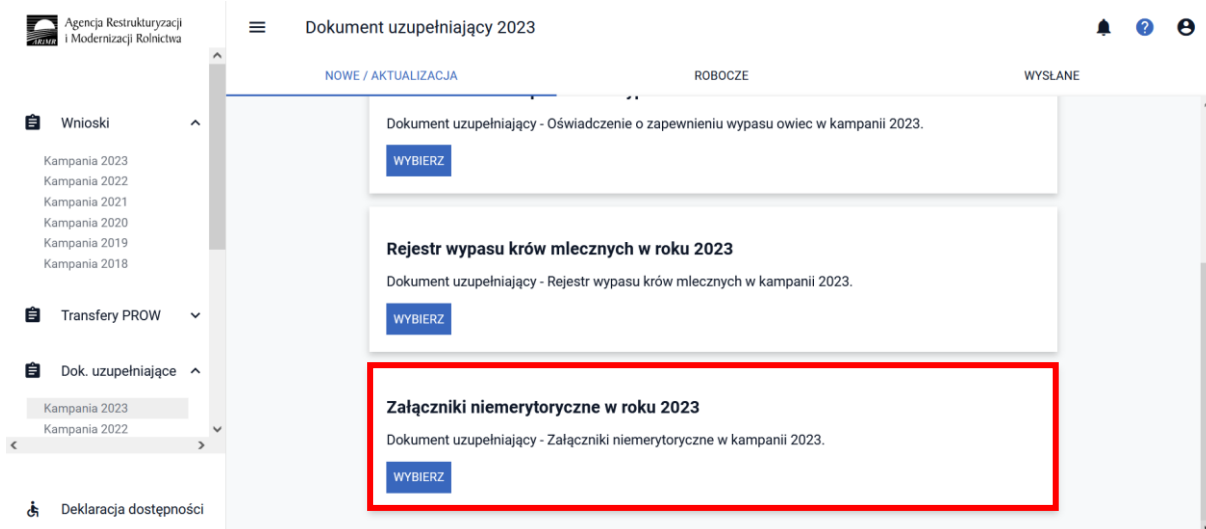 Agencja Restrukturyzacji
i Modernizacji Rolnictwa
ARiMR
Dokument uzupełniający 2023
NOWE / AKTUALIZACJA
ROBOCZE
WYSŁANE
Wnioski
Kampania 2023
Kampania 2022
Kampania 2021
Kampania 2020
Kampania 2019
Kampania 2018
Transfery PROW
Dok. uzupełniające
Kampania 2023
Kampania 2022
Deklaracja dostępności
Dokument uzupełniający - Oświadczenie o zapewnieniu wypasu owiec w kampanii 2023.
WYBIERZ
Rejestr wypasu krów mlecznych w roku 2023
Dokument uzupełniający - Rejestr wypasu krów mlecznych w kampanii 2023.
WYBIERZ
Załączniki niemerytoryczne w roku 2023
Dokument uzupełniający - Załączniki niemerytoryczne w kampanii 2023.
WYBIERZ